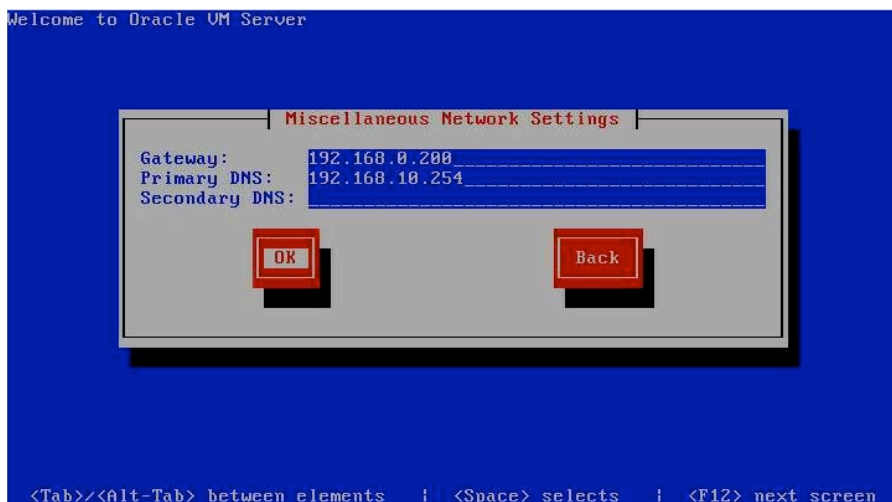 Welcome to Oracle VM Server
Miscellaneous Network Settings
Gateway: 192.168.0.200
Primary DNS: 192.168.10.254
Secondary DNS:
OK Back
<Tab>/<Alt-Tab> between elements | <Space> selects | <F12> next screen